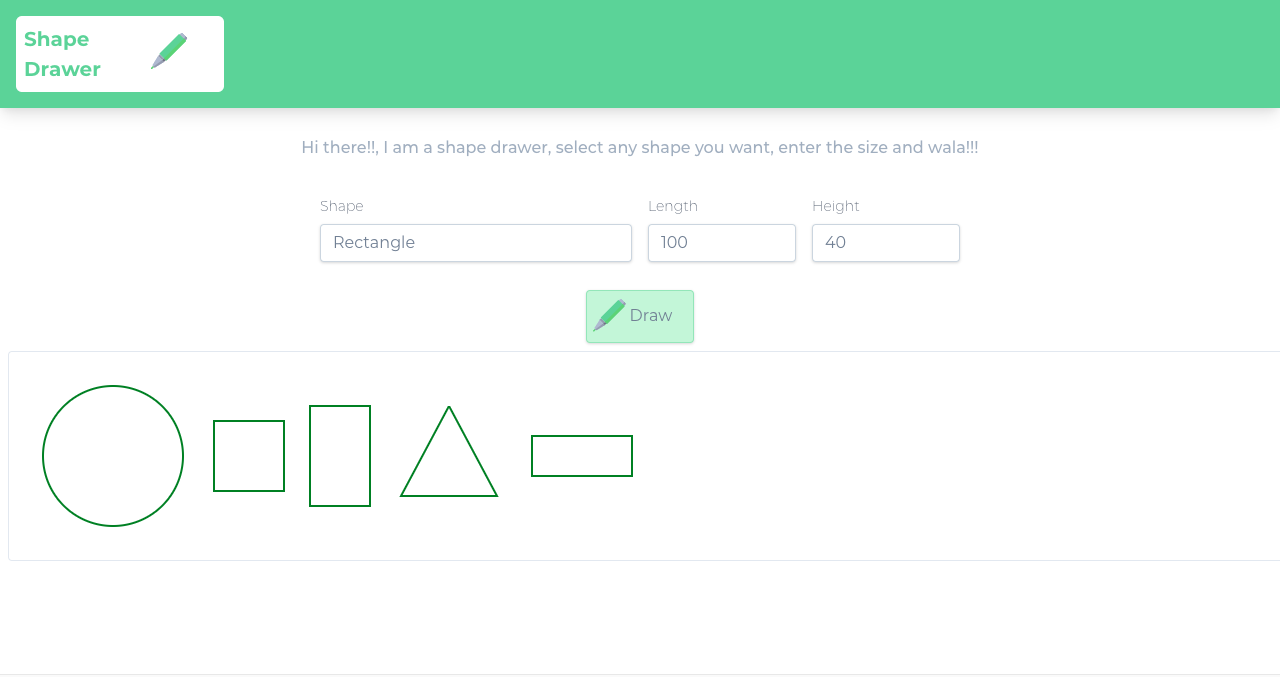 Shape
Drawer
Hi there!!, I am a shape drawer, select any shape you want, enter the size and wala!!!
Shape Length Height
Rectangle 100 40
Draw